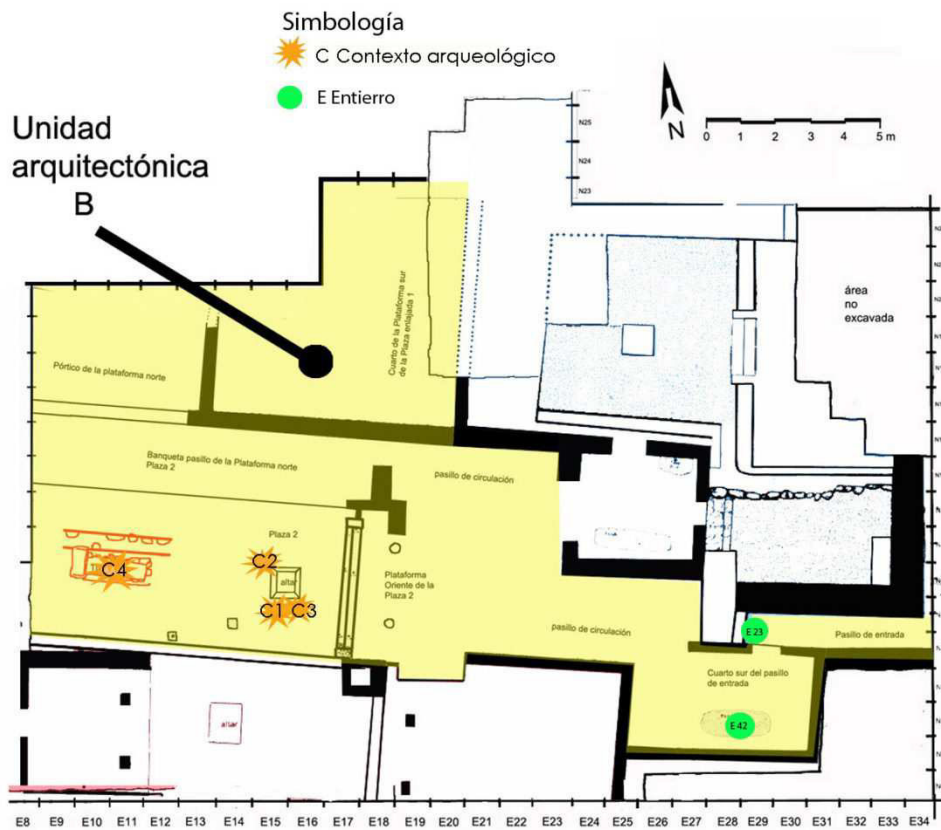 Simbología
C Contexto arqueológico
E Entierro
Unidad
arquitectónica
B
N
0 1 2 3 4 5 m
N25
N24
N23
área
no
excavada
Cuarto de la Plataforma sur
de la Plaza enlajada 1
Pórtico de la plataforma norte
Banqueta pasillo de la Plataforma norte
Plaza 2
pasillo de circulación
Plaza 2
C4
C2
altar
C1
C3
Plataforma
Oriente de la
Plaza 2
pasillo de circulación
E 23
Pasillo de entrada
Cuarto sur del pasillo
de entrada
E 42
altar
E8 E9 E10 E11 E12 E13 E14 E15 E16 E17 E18 E19 E20 E21 E22 E23 E24 E25 E26 E27 E28 E29 E30 E31 E32 E33 E34